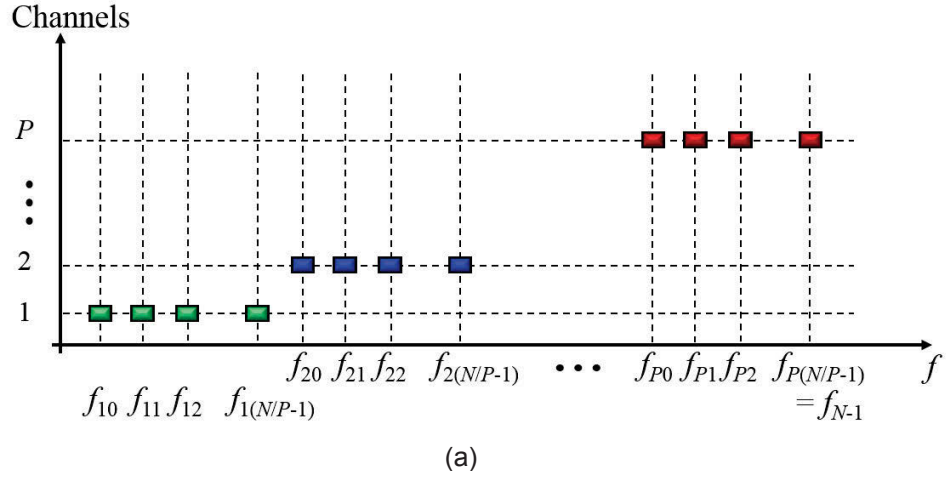 Channels
P
⋮
2
1
f20 f21 f22 f2(N/P-1) ••• fP0 fP1 fP2 fP(N/P-1) f
f10 f11 f12 f1(N/P-1) = fN-1
(a)